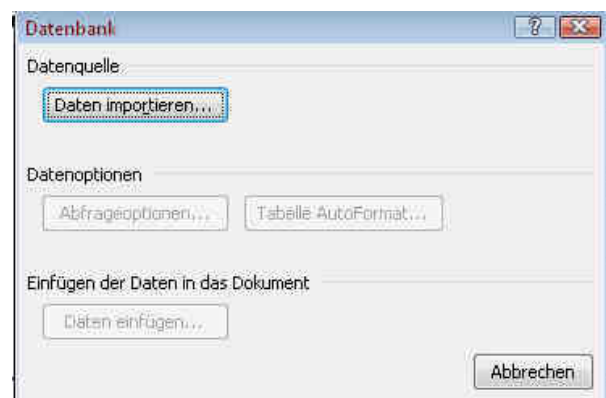 Datenbank
Datenquelle
Daten importieren...
Datenoptionen
Abfrageoptionen... Tabelle AutoFormat...
Einfügen der Daten in das Dokument
Daten einfügen...
Abbrechen